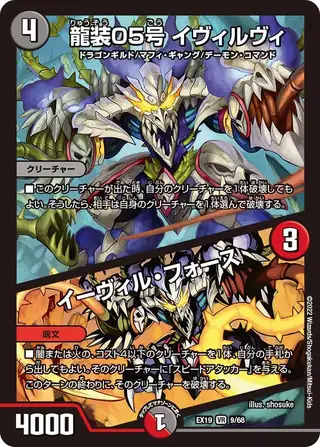 4
りゅうそう ごう
龍装05号 イヴィルヴィ
ドラゴンギルド/マフィ・ギャング/デーモン・コマンド
クリーチャー
■このクリーチャーが出た時、自分のクリーチャーを1体破壊しても
よい。そうしたら、相手は自身のクリーチャーを1体選んで破壊する。
3
イーヴィル・フォース
呪文
■闇または火の、コスト4以下のクリーチャーを1体、自分の手札か
ら出してもよい。そのクリーチャーに「スピードアタッカー」を与える。
このターンの終わりに、そのクリーチャーを破壊する。
illus. shosuke
4000
1
EX19 VR 9/68